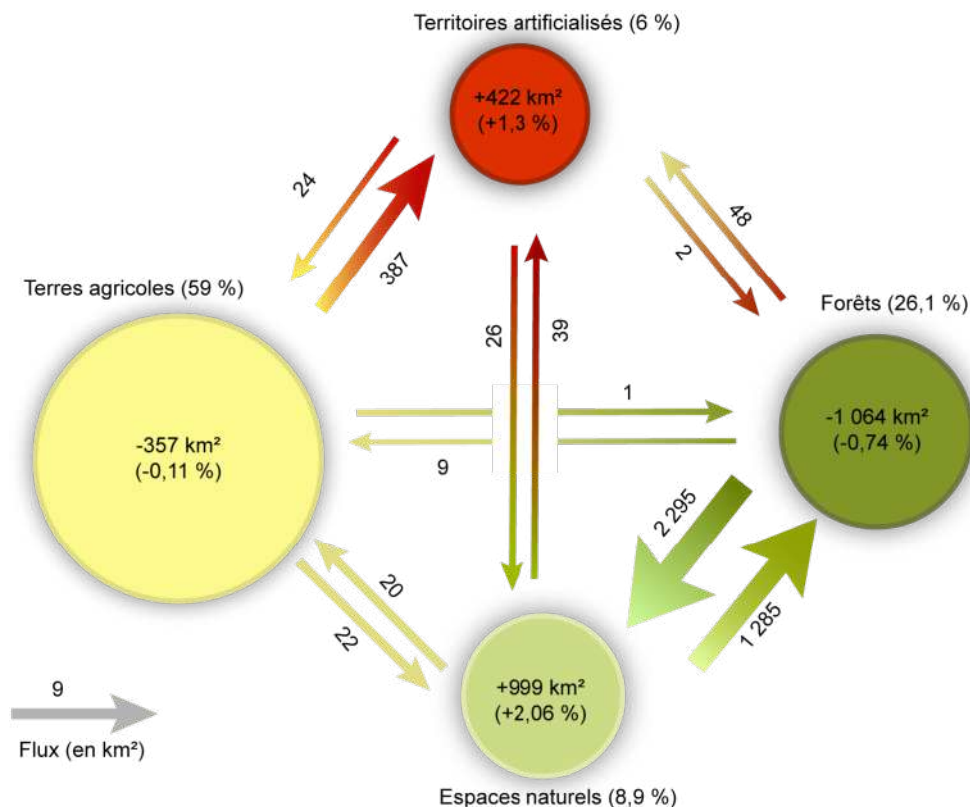 Territoires artificialisés (6 %)
+422 km²
(+1,3 %)
24
387
48
2
Terres agricoles (59 %)
Forêts (26,1 %)
26
39
1
-357 km²
(-0,11 %)
-1 064 km²
(-0,74 %)
9
2 295
1 285
20
22
+999 km²
(+2,06 %)
9
Flux (en km²)
Espaces naturels (8,9 %)